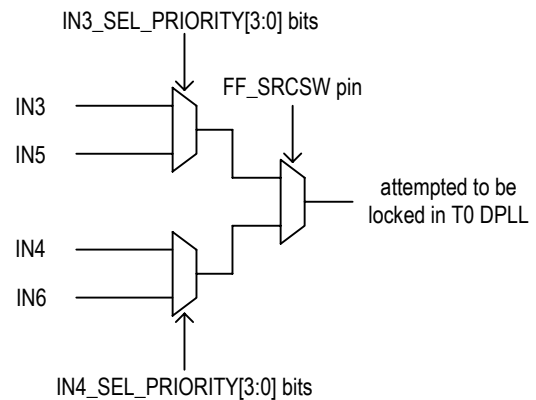 IN3_SEL_PRIORITY[3:0] bits
FF_SRCSW pin
IN3
IN5
attempted to be
locked in T0 DPLL
IN4
IN6
IN4_SEL_PRIORITY[3:0] bits